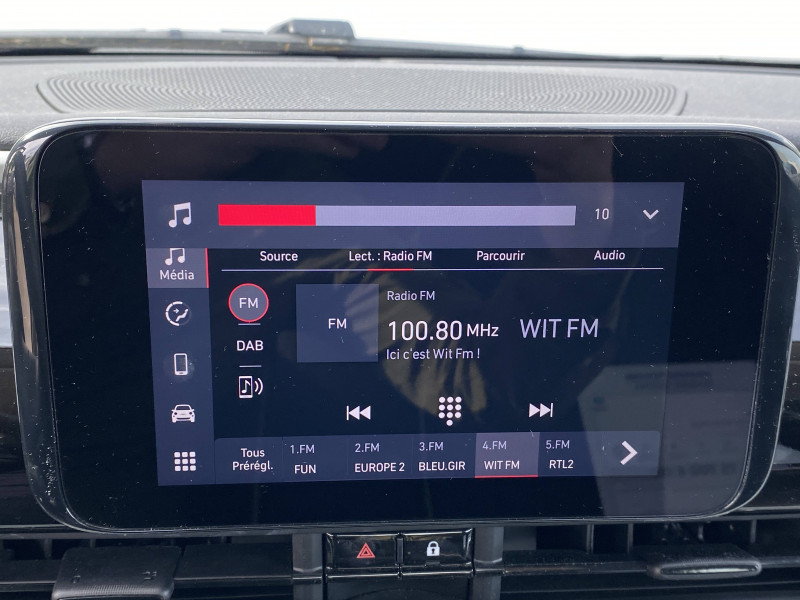 10
Source Lect. : Radio FM Parcourir Audio
Média
FM
DAB
FM
Radio FM
100.80 MHz WIT FM
Ici c'est Wit Fm !
Tous Prérégl.
1.FM
FUN
2.FM
EUROPE 2
3.FM
BLEU.GIR
4.FM
WIT FM
5.FM
RTL2